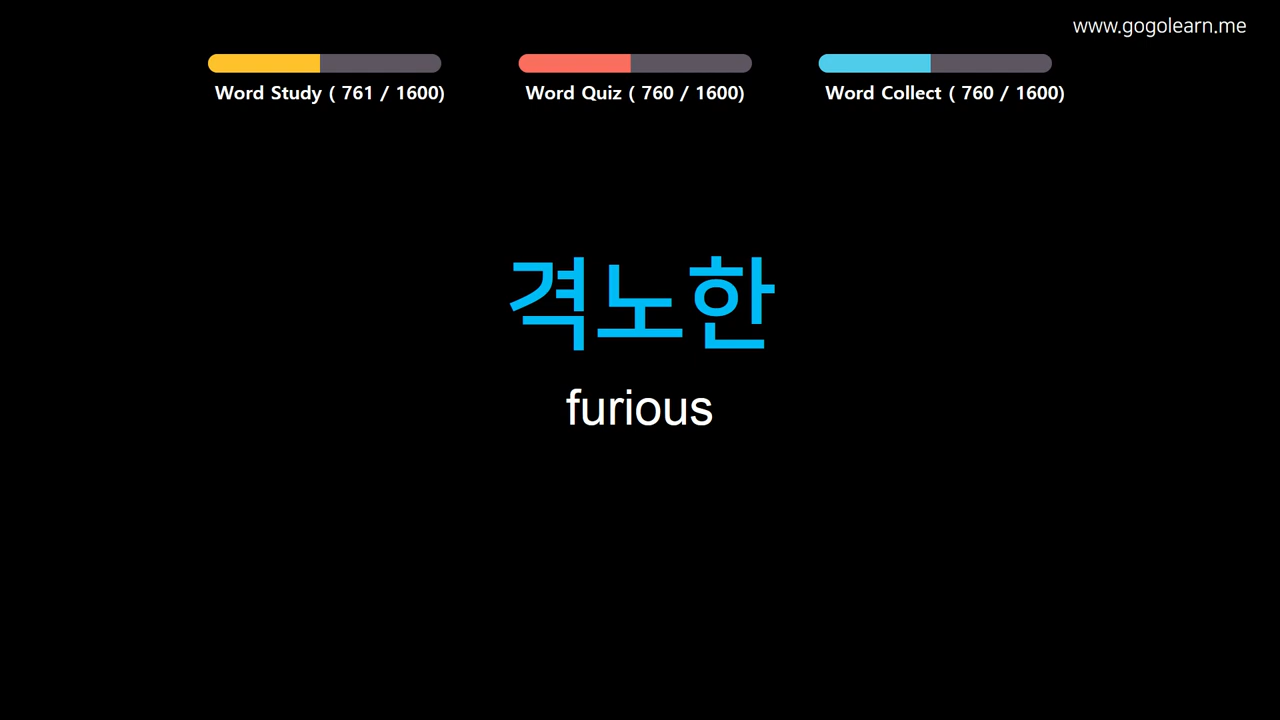 www.gogolearn.me
Word Study ( 761 / 1600)
Word Quiz ( 760 / 1600)
Word Collect ( 760 / 1600)
격노한
furious